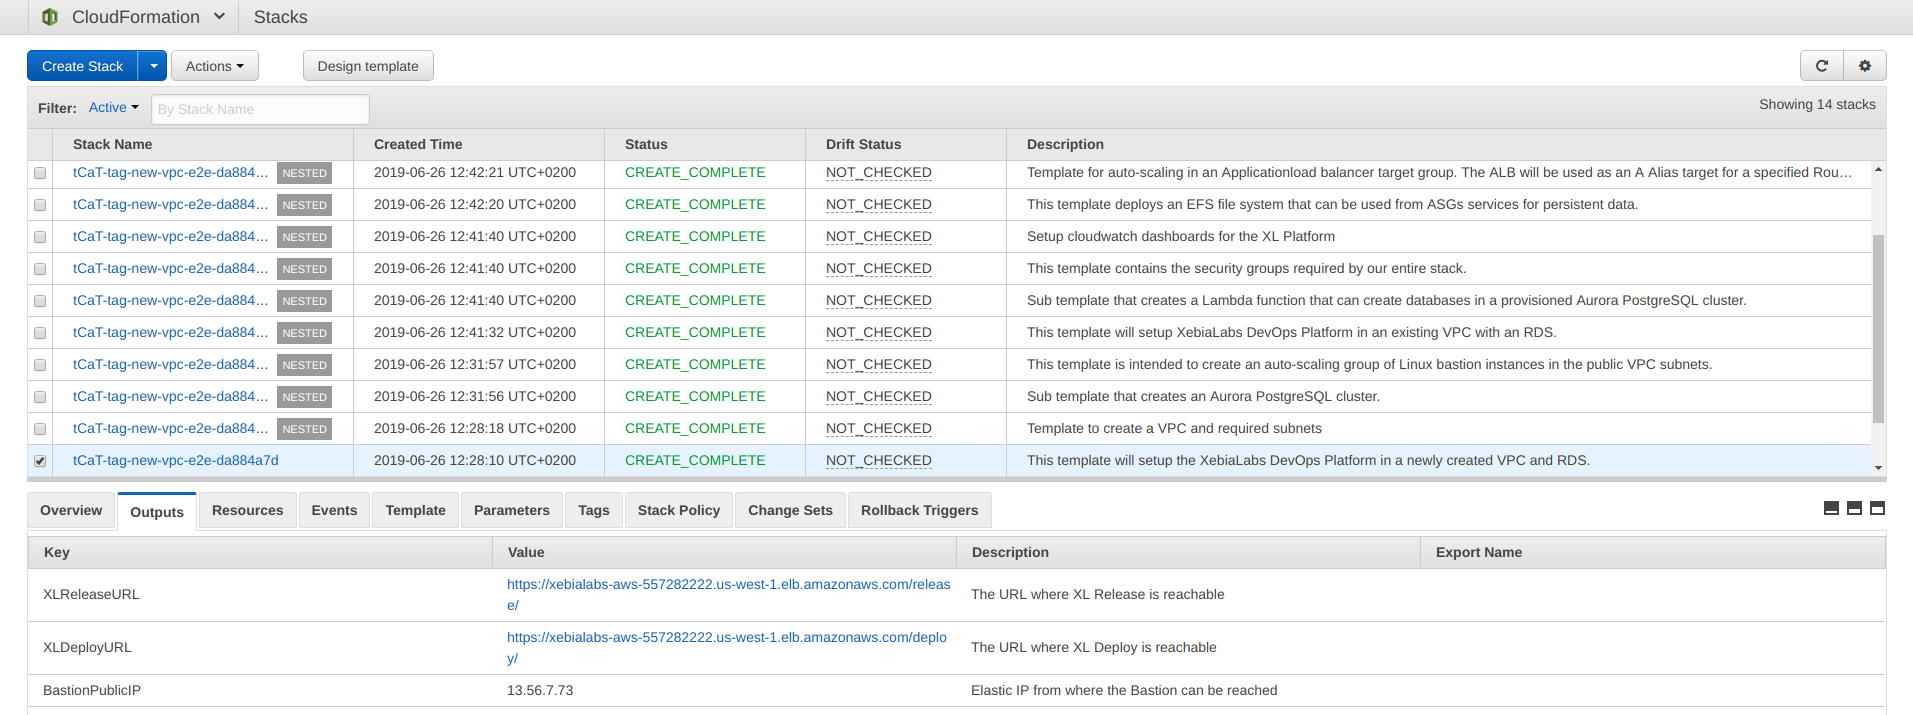 CloudFormation Stacks
Create Stack Actions Design template
Filter: Active By Stack Name Showing 14 stacks
Stack Name Created Time Status Drift Status Description
tCaT-tag-new-vpc-e2e-da884... NESTED 2019-06-26 12:42:21 UTC+0200 CREATE_COMPLETE NOT_CHECKED Template for auto-scaling in an Applicationload balancer target group. The ALB will be used as an A Alias target for a specified Rou...
tCaT-tag-new-vpc-e2e-da884... NESTED 2019-06-26 12:42:20 UTC+0200 CREATE_COMPLETE NOT_CHECKED This template deploys an EFS file system that can be used from ASGs services for persistent data.
tCaT-tag-new-vpc-e2e-da884... NESTED 2019-06-26 12:41:40 UTC+0200 CREATE_COMPLETE NOT_CHECKED Setup cloudwatch dashboards for the XL Platform
tCaT-tag-new-vpc-e2e-da884... NESTED 2019-06-26 12:41:40 UTC+0200 CREATE_COMPLETE NOT_CHECKED This template contains the security groups required by our entire stack.
tCaT-tag-new-vpc-e2e-da884... NESTED 2019-06-26 12:41:40 UTC+0200 CREATE_COMPLETE NOT_CHECKED Sub template that creates a Lambda function that can create databases in a provisioned Aurora PostgreSQL cluster.
tCaT-tag-new-vpc-e2e-da884... NESTED 2019-06-26 12:41:32 UTC+0200 CREATE_COMPLETE NOT_CHECKED This template will setup XebiaLabs DevOps Platform in an existing VPC with an RDS.
tCaT-tag-new-vpc-e2e-da884... NESTED 2019-06-26 12:31:57 UTC+0200 CREATE_COMPLETE NOT_CHECKED This template is intended to create an auto-scaling group of Linux bastion instances in the public VPC subnets.
tCaT-tag-new-vpc-e2e-da884... NESTED 2019-06-26 12:31:56 UTC+0200 CREATE_COMPLETE NOT_CHECKED Sub template that creates an Aurora PostgreSQL cluster.
tCaT-tag-new-vpc-e2e-da884... NESTED 2019-06-26 12:28:18 UTC+0200 CREATE_COMPLETE NOT_CHECKED Template to create a VPC and required subnets
tCaT-tag-new-vpc-e2e-da884a7d 2019-06-26 12:28:10 UTC+0200 CREATE_COMPLETE NOT_CHECKED This template will setup the XebiaLabs DevOps Platform in a newly created VPC and RDS.
Overview Outputs Resources Events Template Parameters Tags Stack Policy Change Sets Rollback Triggers
Key Value Description Export Name
XLReleaseURL https://xebialabs-aws-557282222.us-west-1.elb.amazonaws.com/releas The URL where XL Release is reachable
e/
XLDeployURL https://xebialabs-aws-557282222.us-west-1.elb.amazonaws.com/deplo The URL where XL Deploy is reachable
y/
BastionPublicIP 13.56.7.73 Elastic IP from where the Bastion can be reached